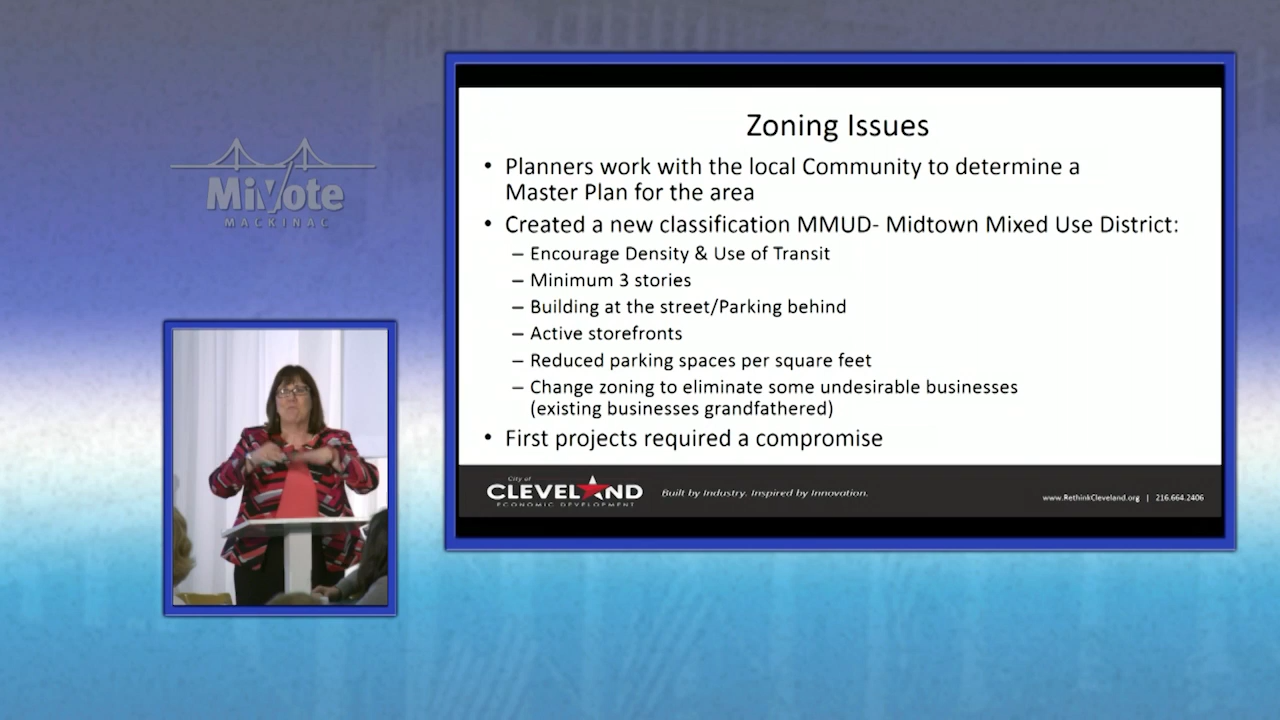 MiVote
MACKINAC
Zoning Issues
• Planners work with the local Community to determine a
Master Plan for the area
• Created a new classification MMUD- Midtown Mixed Use District:
– Encourage Density & Use of Transit
– Minimum 3 stories
– Building at the street/Parking behind
– Active storefronts
– Reduced parking spaces per square feet
– Change zoning to eliminate some undesirable businesses
(existing businesses grandfathered)
• First projects required a compromise
City of
CLEVELAND
ECONOMIC DEVELOPMENT
Built by Industry. Inspired by Innovation.
www.RethinkCleveland.org | 216.664.2406